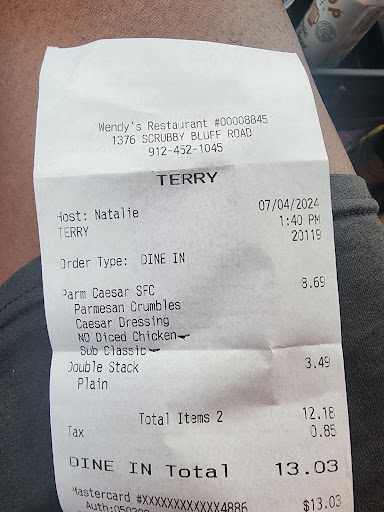 Wendy's Restaurant #00008845
1376 SCRUBBY BLUFF ROAD
912-452-1045
TERRY
Host: Natalie 07/04/2024
TERRY 1:40 PM
20119
Order Type: DINE IN
Parm Caesar SFC 8.69
Parmesan Crumbles
Caesar Dressing
NO Diced Chicken
Sub Classic
Double Stack 3.49
Plain
Total Items 2 12.18
Tax 0.85
DINE IN Total 13.03
Mastercard #XXXXXXXXXXXX4886 $13.03